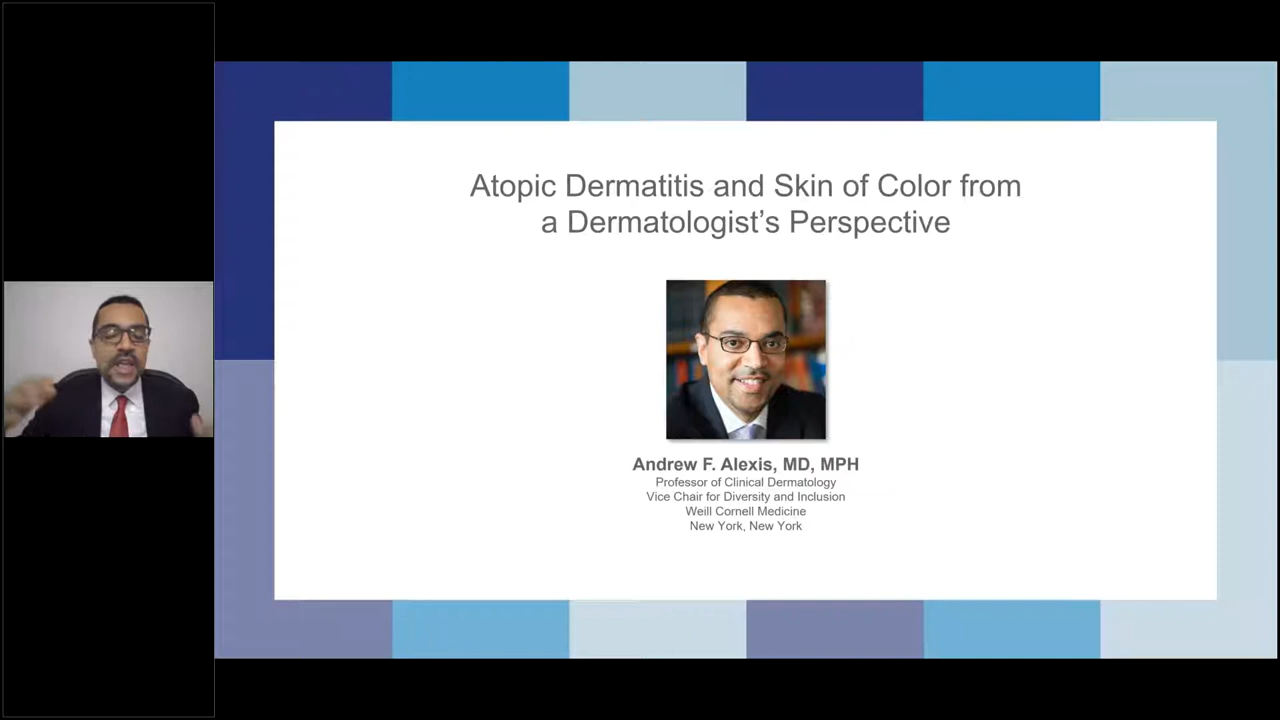 Atopic Dermatitis and Skin of Color from
a Dermatologist’s Perspective
Andrew F. Alexis, MD, MPH
Professor of Clinical Dermatology
Vice Chair for Diversity and Inclusion
Weill Cornell Medicine
New York, New York